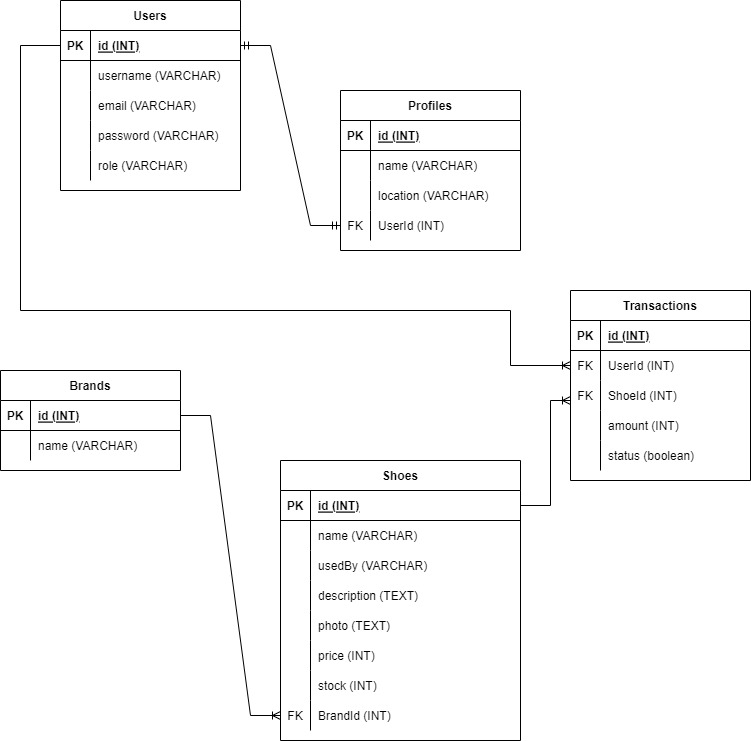 Users
PK id (INT)
username (VARCHAR)
email (VARCHAR)
password (VARCHAR)
role (VARCHAR)
Profiles
PK id (INT)
name (VARCHAR)
location (VARCHAR)
FK UserId (INT)
Transactions
PK id (INT)
FK UserId (INT)
FK ShoeId (INT)
amount (INT)
status (boolean)
Brands
PK id (INT)
name (VARCHAR)
Shoes
PK id (INT)
name (VARCHAR)
usedBy (VARCHAR)
description (TEXT)
photo (TEXT)
price (INT)
stock (INT)
FK BrandId (INT)